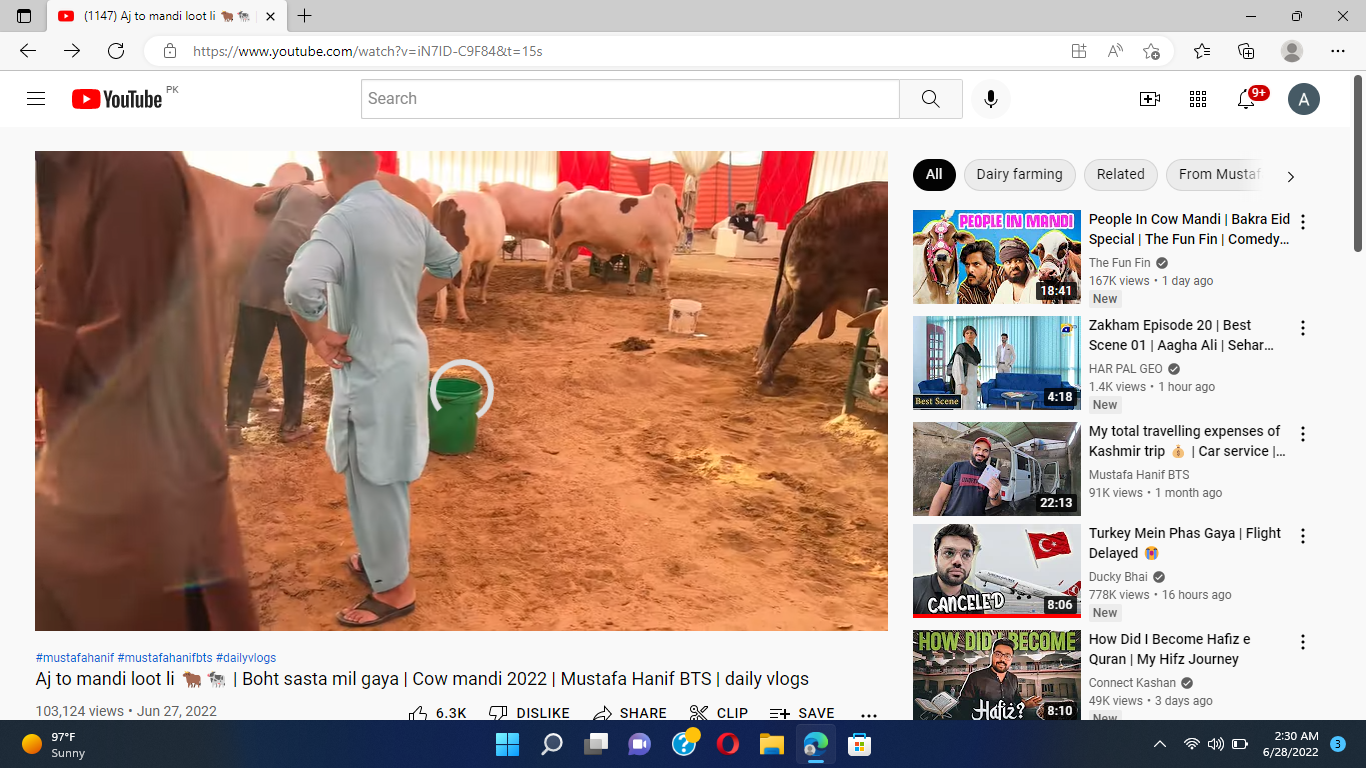 (1147) Aj to mandi loot li 🐂🐄
https://www.youtube.com/watch?v=iN7ID-C9F84&t=15s
YouTube PK
Search
9+
A
All
Dairy farming
Related
From Mustaf
PEOPLE IN MANDI
18:41
People In Cow Mandi | Bakra Eid
Special | The Fun Fin | Comedy...
The Fun Fin
167K views • 1 day ago
New
Best Scene
4:18
Zakham Episode 20 | Best
Scene 01 | Aagha Ali | Sehar...
HAR PAL GEO
1.4K views • 1 hour ago
New
22:13
My total travelling expenses of
Kashmir trip 💰 | Car service |...
Mustafa Hanif BTS
91K views • 1 month ago
CANCELED
8:06
Turkey Mein Phas Gaya | Flight
Delayed 😭
Ducky Bhai
778K views • 16 hours ago
New
HOW DID I BECOME
Hafiz?
8:10
How Did I Become Hafiz e
Quran | My Hifz Journey
Connect Kashan
49K views • 3 days ago
New
#mustafahanif #mustafahanifbts #dailyvlogs
Aj to mandi loot li 🐂🐄 | Boht sasta mil gaya | Cow mandi 2022 | Mustafa Hanif BTS | daily vlogs
103,124 views • Jun 27, 2022
6.3K
DISLIKE
SHARE
CLIP
SAVE
97°F
Sunny
2:30 AM
6/28/2022
3